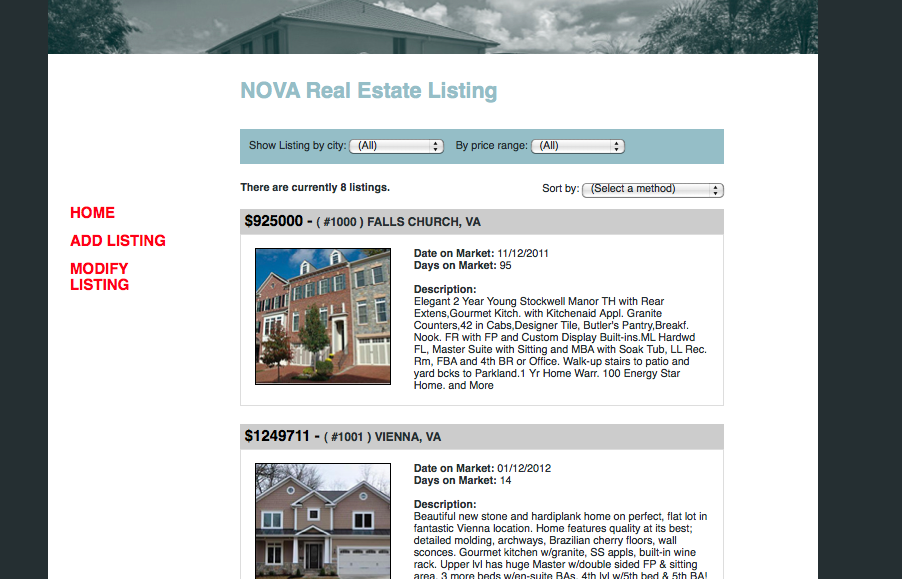 NOVA Real Estate Listing
Show Listing by city: (All) By price range: (All)
There are currently 8 listings. Sort by: (Select a method)
HOME
ADD LISTING
MODIFY
LISTING
$925000 - ( #1000 ) FALLS CHURCH, VA
Date on Market: 11/12/2011
Days on Market: 95
Description:
Elegant 2 Year Young Stockwell Manor TH with Rear
Extens,Gourmet Kitch. with Kitchenaid Appl. Granite
Counters,42 in Cabs,Designer Tile, Butler's Pantry,Breakf.
Nook. FR with FP and Custom Display Built-ins.ML Hardwd
FL, Master Suite with Sitting and MBA with Soak Tub, LL Rec.
Rm, FBA and 4th BR or Office. Walk-up stairs to patio and
yard bcks to Parkland.1 Yr Home Warr. 100 Energy Star
Home. and More
$1249711 - ( #1001 ) VIENNA, VA
Date on Market: 01/12/2012
Days on Market: 14
Description:
Beautiful new stone and hardiplank home on perfect, flat lot in
fantastic Vienna location. Home features quality at its best;
detailed molding, archways, Brazilian cherry floors, wall
sconces. Gourmet kitchen w/granite, SS appls, built-in wine
rack. Upper lvl has huge Master w/double sided FP & sitting
area. 3 more beds w/en-suite BAs. 4th lvl w/5th bed & 5th BA!